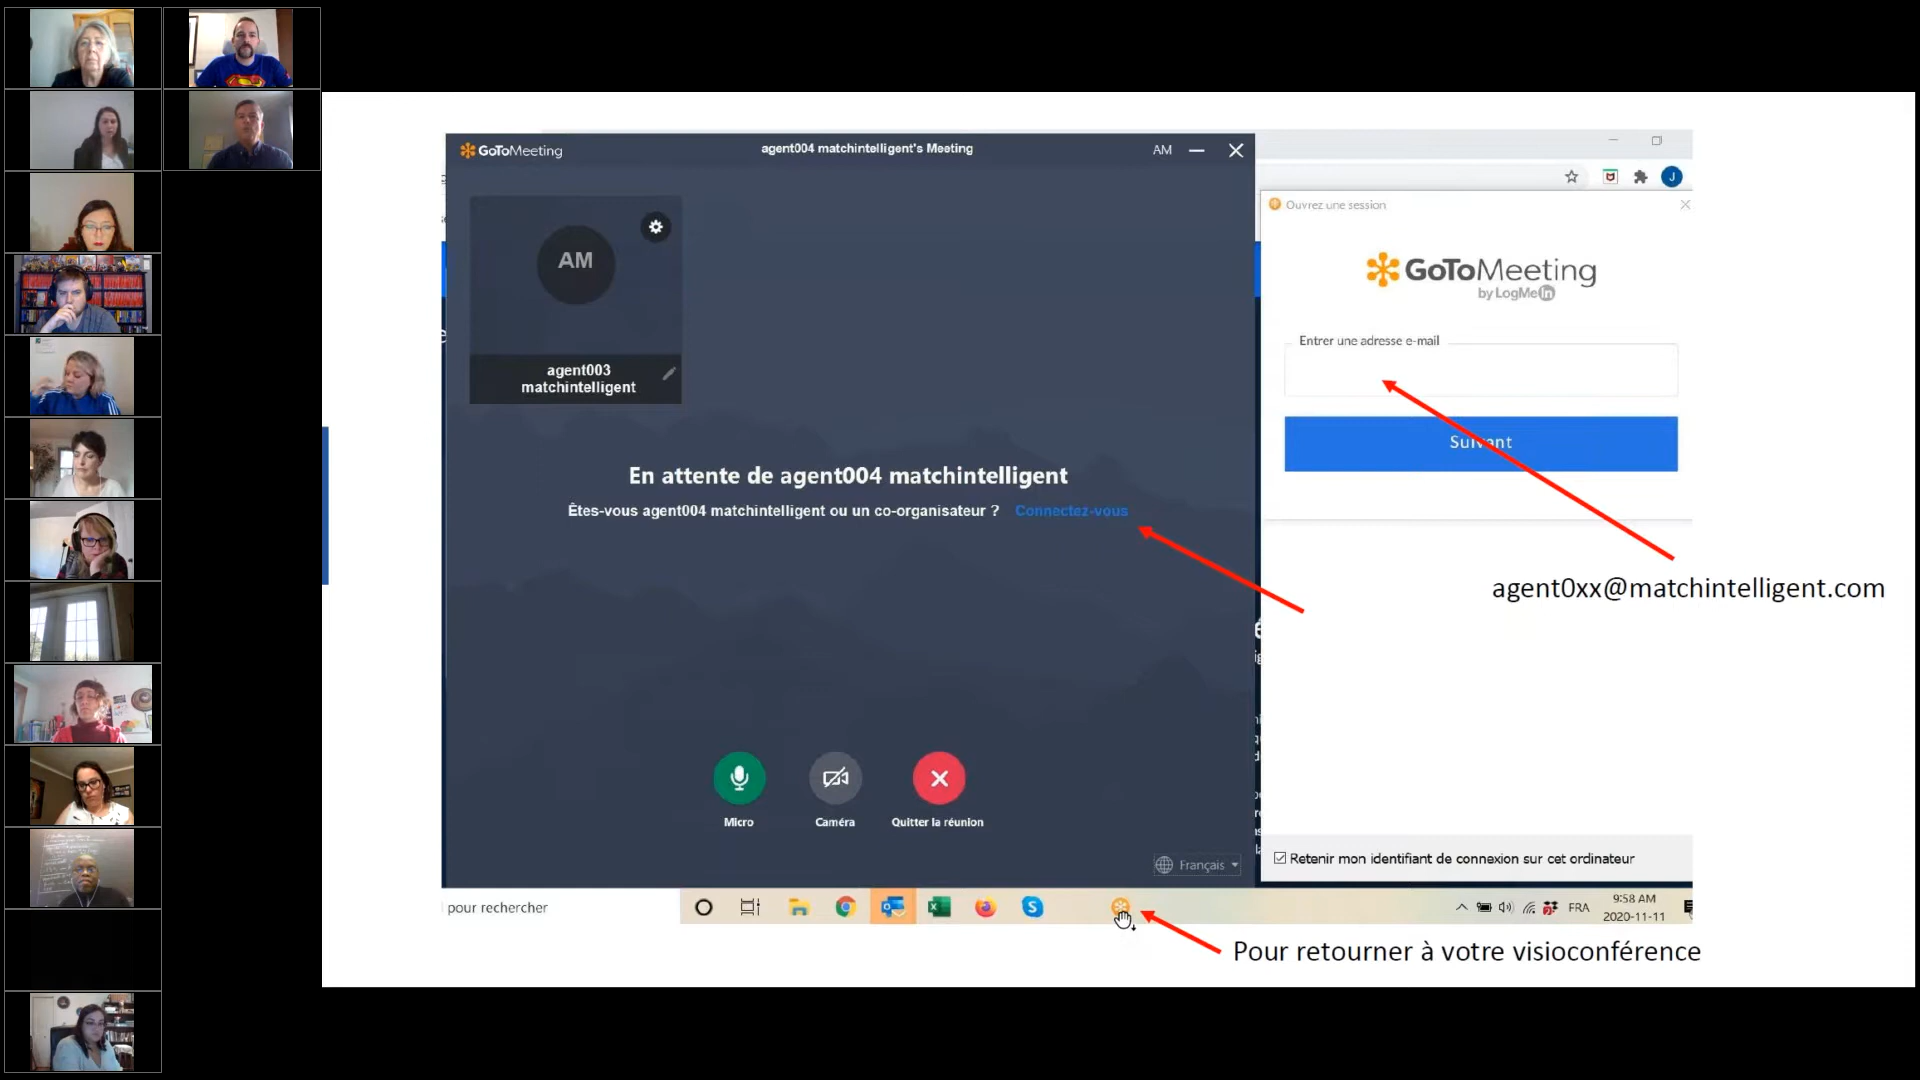 GoToMeeting
agent004 matchintelligent's Meeting
AM
AM
agent003
matchintelligent
En attente de agent004 matchintelligent
Êtes-vous agent004 matchintelligent ou un co-organisateur ? Connectez-vous
Micro
Caméra
Quitter la réunion
Français
J
Ouvrez une session
GoToMeeting
by LogMeIn
Entrer une adresse e-mail
Suivant
agent0xx@matchintelligent.com
Retenir mon identifiant de connexion sur cet ordinateur
pour rechercher
FRA
9:58 AM
2020-11-11
Pour retourner à votre visioconférence